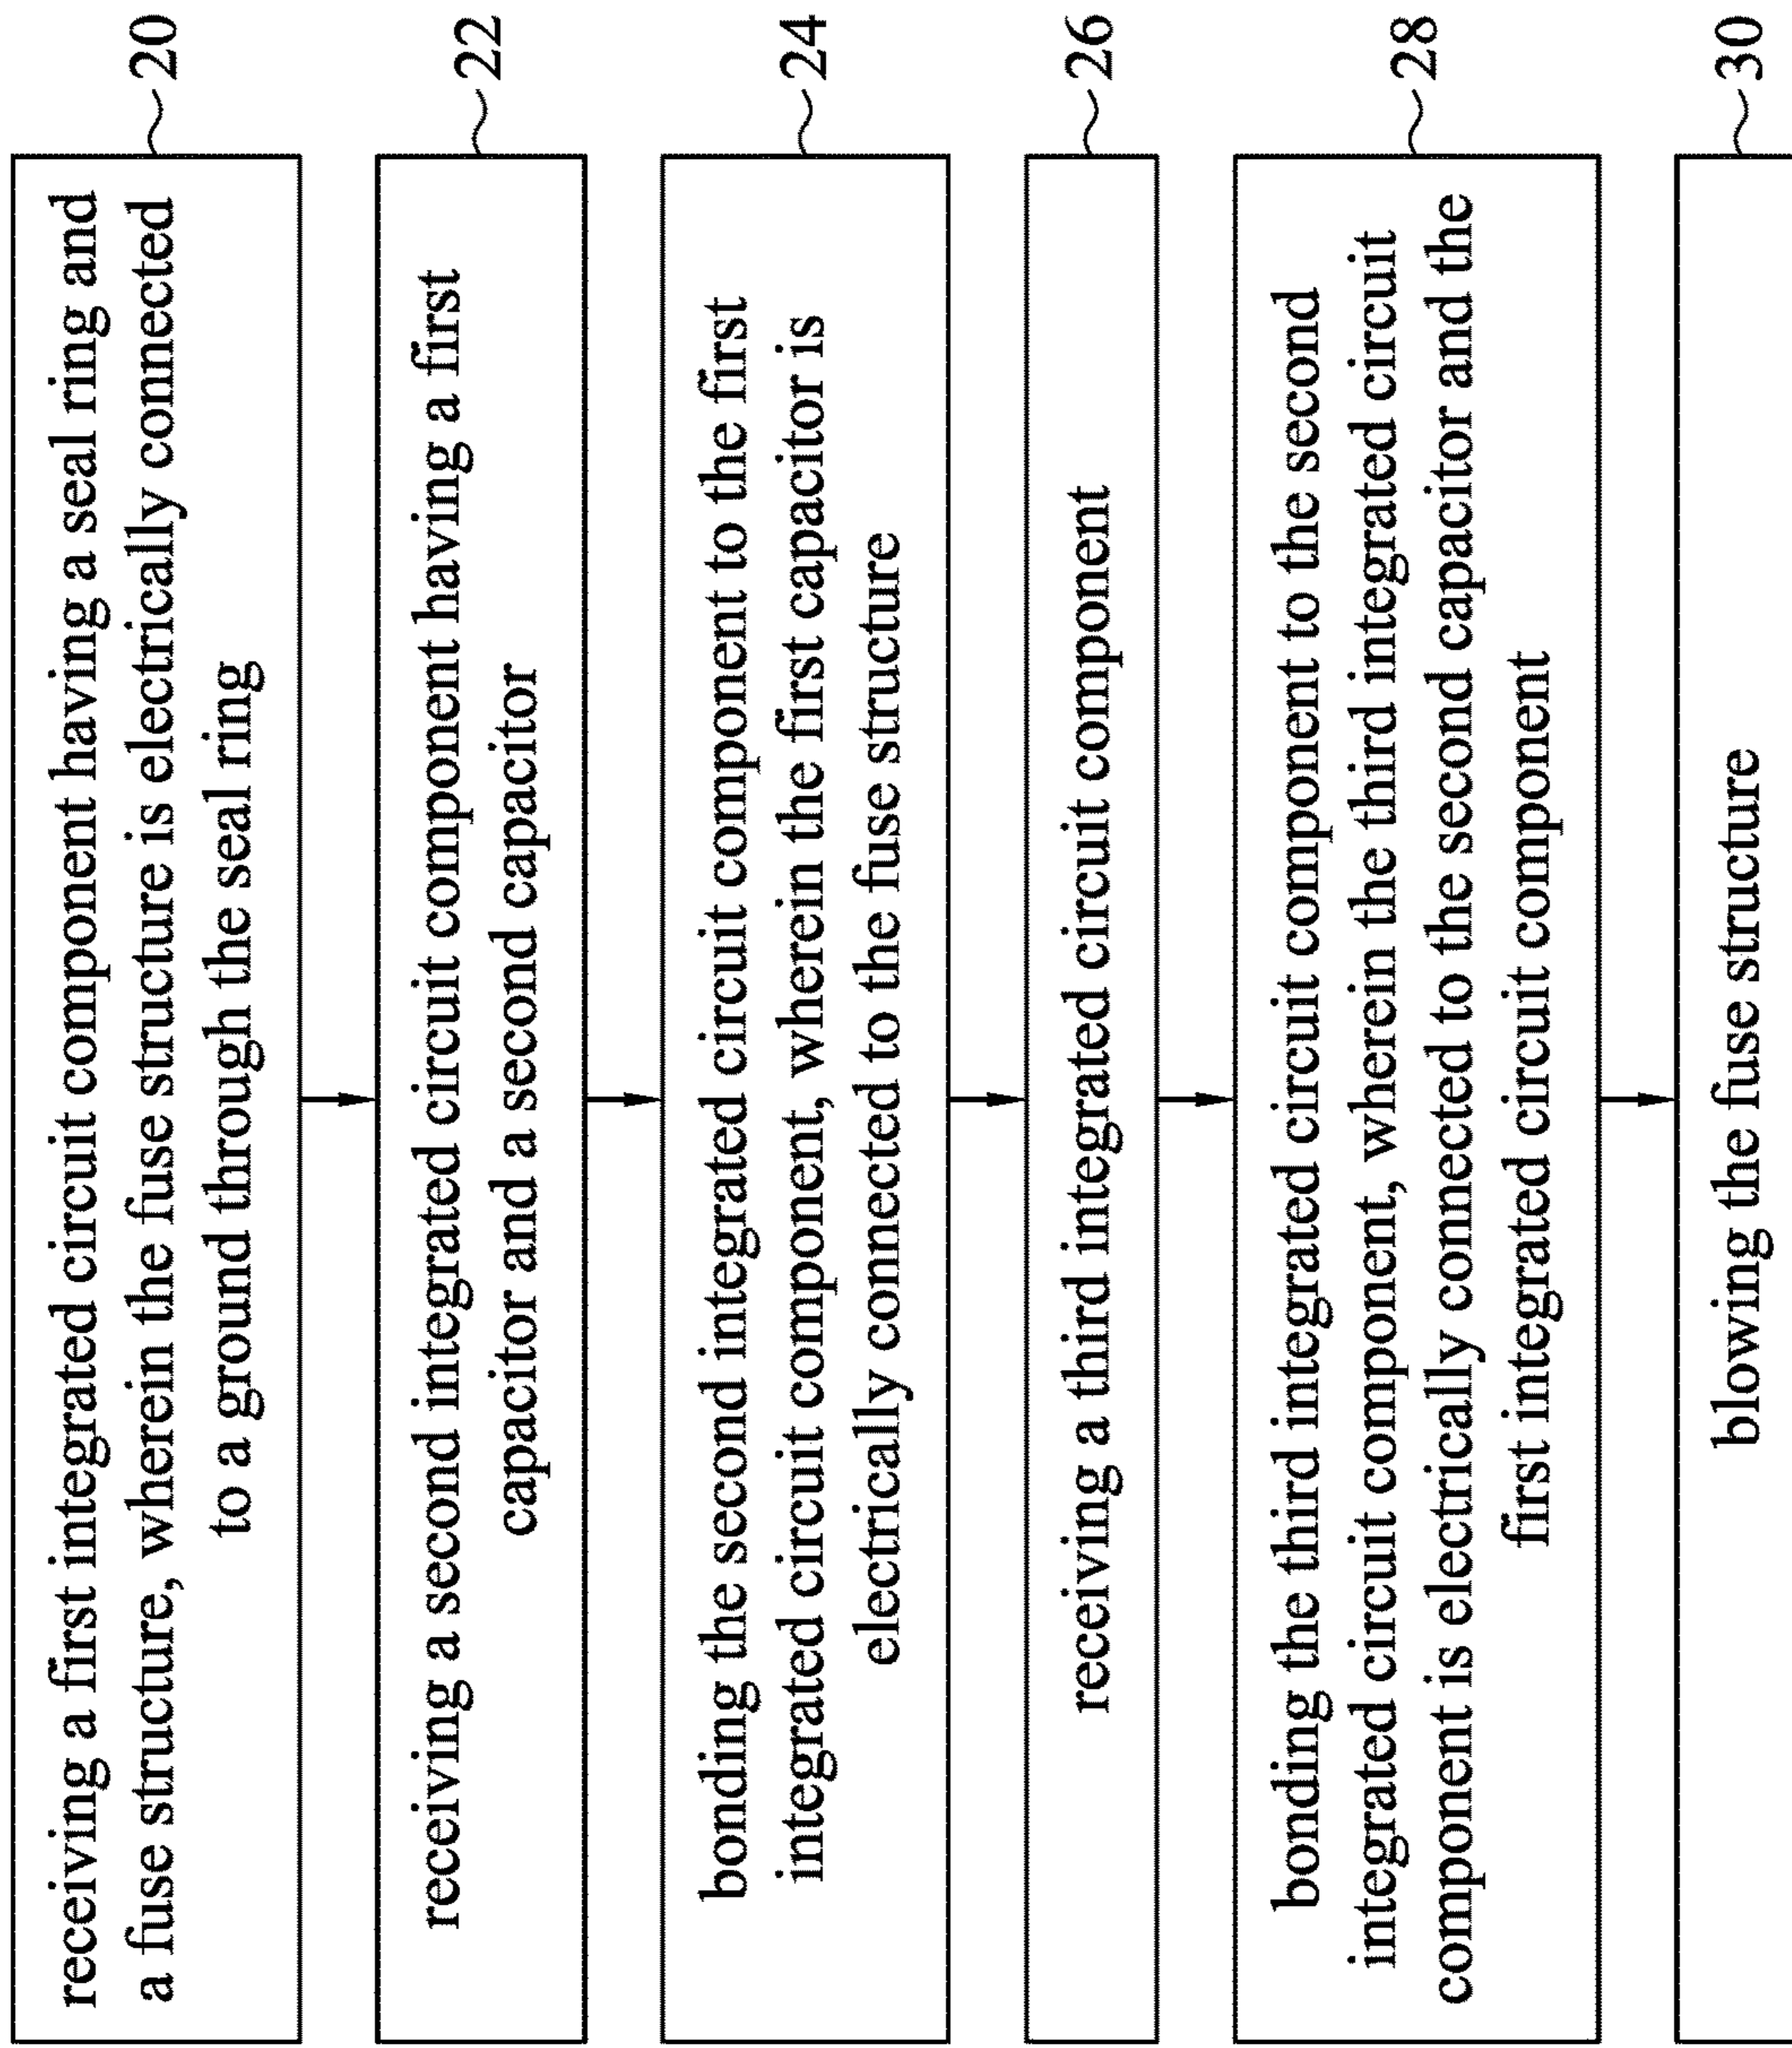 receiving a first integrated circuit component having a seal ring and
a fuse structure, wherein the fuse structure is electrically connected
to a ground through the seal ring
20
receiving a second integrated circuit component having a first
capacitor and a second capacitor
22
bonding the second integrated circuit component to the first
integrated circuit component, wherein the first capacitor is
electrically connected to the fuse structure
24
receiving a third integrated circuit component
26
bonding the third integrated circuit component to the second
integrated circuit component, wherein the third integrated circuit
component is electrically connected to the second capacitor and the
first integrated circuit component
28
blowing the fuse structure
30